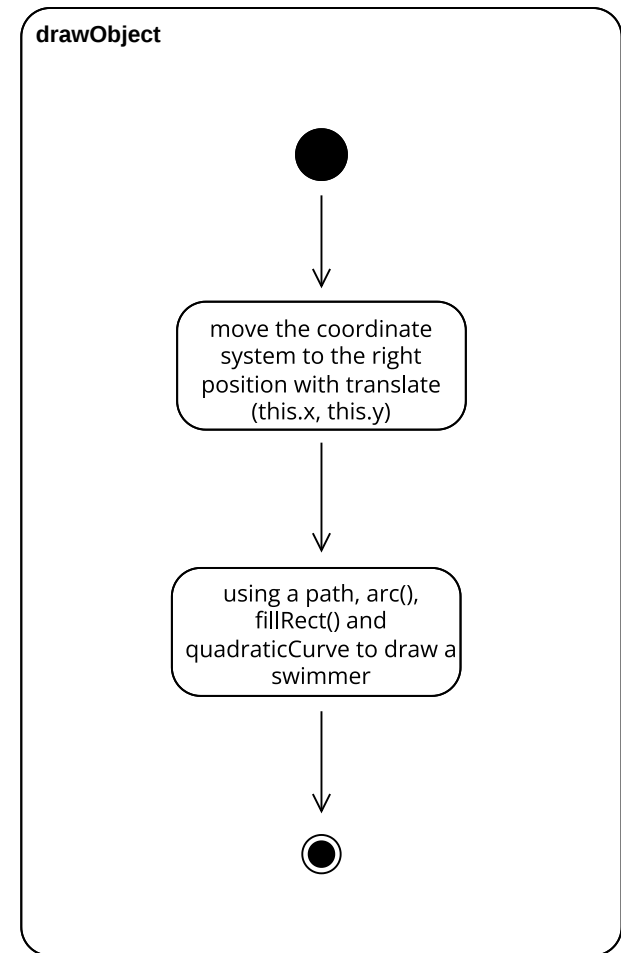 drawObject
move the coordinate
system to the right
position with translate
(this.x, this.y)
using a path, arc(),
fillRect() and
quadraticCurve to draw a
swimmer